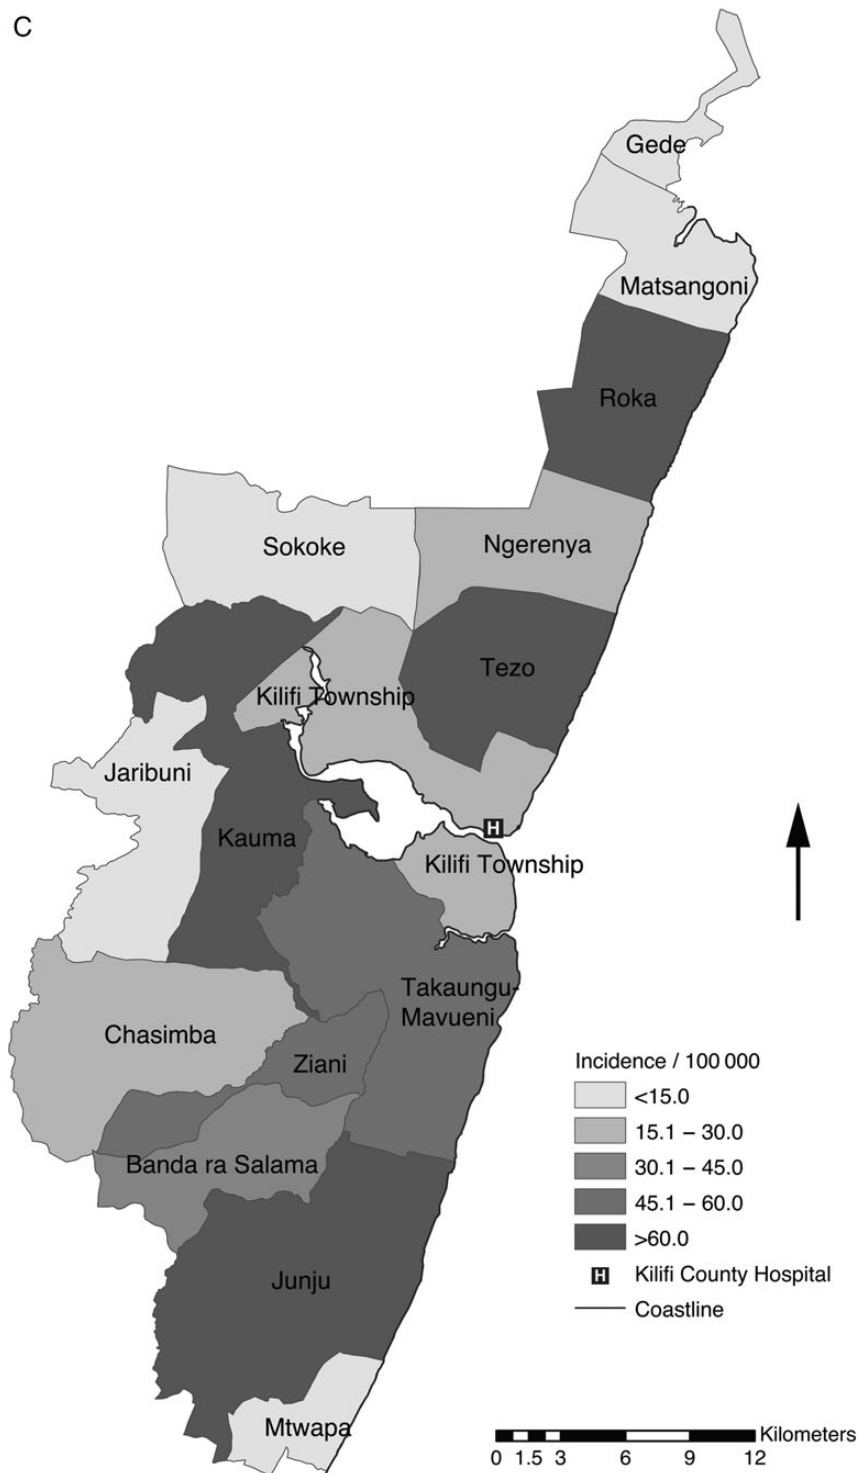 C
Gede
Matsangoni
Roka
Sokoke
Ngerenya
Tezo
Kilifi Township
Jaribuni
Kauma
H
Kilifi Township
Takaungu-
Mavueni
Chasimba
Ziani
Banda ra Salama
Junju
Mtwapa
Incidence / 100 000
<15.0
15.1 – 30.0
30.1 – 45.0
45.1 – 60.0
>60.0
H Kilifi County Hospital
Coastline
Kilometers
0 1.5 3 6 9 12